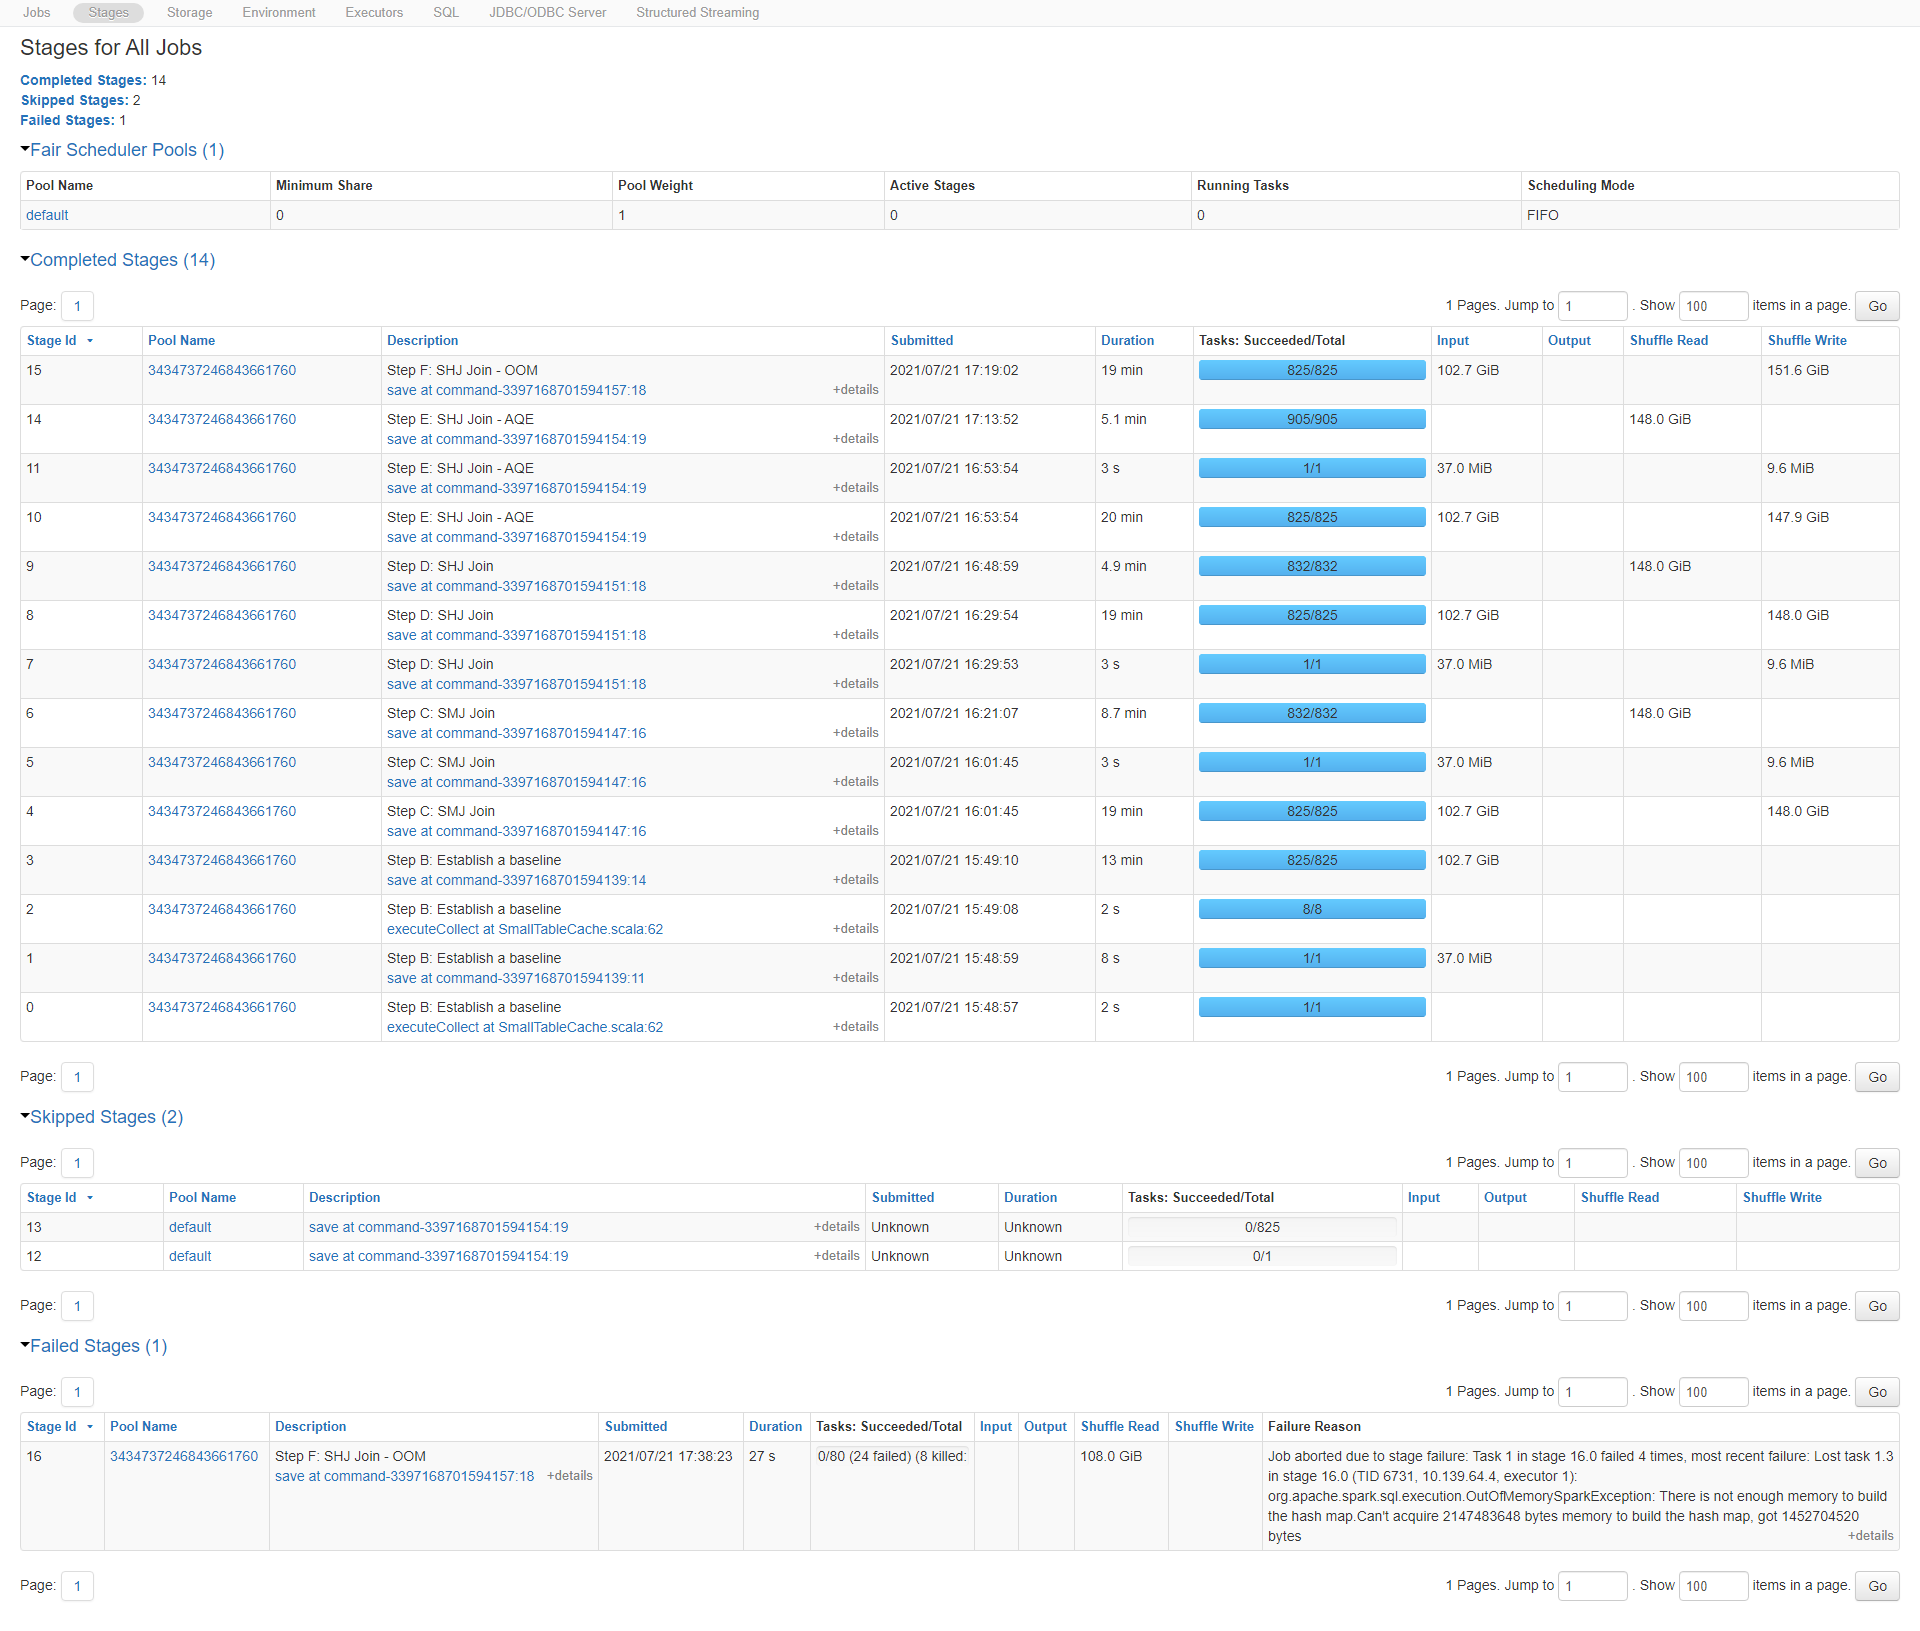 Jobs Stages Storage Environment Executors SQL JDBC/ODBC Server Structured Streaming
Stages for All Jobs
Completed Stages: 14
Skipped Stages: 2
Failed Stages: 1
Fair Scheduler Pools (1)
Pool Name Minimum Share Pool Weight Active Stages Running Tasks Scheduling Mode
default 0 1 0 0 FIFO
Completed Stages (14)
Page: 1 1 Pages. Jump to 1 . Show 100 items in a page. Go
Stage Id Pool Name Description Submitted Duration Tasks: Succeeded/Total Input Output Shuffle Read Shuffle Write
15 3434737246843661760 Step F: SHJ Join - OOM 2021/07/21 17:19:02 19 min 825/825 102.7 GiB 151.6 GiB
save at command-3397168701594157:18 +details
14 3434737246843661760 Step E: SHJ Join - AQE 2021/07/21 17:13:52 5.1 min 905/905 148.0 GiB
save at command-3397168701594154:19 +details
11 3434737246843661760 Step E: SHJ Join - AQE 2021/07/21 16:53:54 3 s 1/1 37.0 MiB 9.6 MiB
save at command-3397168701594154:19 +details
10 3434737246843661760 Step E: SHJ Join - AQE 2021/07/21 16:53:54 20 min 825/825 102.7 GiB 147.9 GiB
save at command-3397168701594154:19 +details
9 3434737246843661760 Step D: SHJ Join 2021/07/21 16:48:59 4.9 min 832/832 148.0 GiB
save at command-3397168701594151:18 +details
8 3434737246843661760 Step D: SHJ Join 2021/07/21 16:29:54 19 min 825/825 102.7 GiB 148.0 GiB
save at command-3397168701594151:18 +details
7 3434737246843661760 Step D: SHJ Join 2021/07/21 16:29:53 3 s 1/1 37.0 MiB 9.6 MiB
save at command-3397168701594151:18 +details
6 3434737246843661760 Step C: SMJ Join 2021/07/21 16:21:07 8.7 min 832/832 148.0 GiB
save at command-3397168701594147:16 +details
5 3434737246843661760 Step C: SMJ Join 2021/07/21 16:01:45 3 s 1/1 37.0 MiB 9.6 MiB
save at command-3397168701594147:16 +details
4 3434737246843661760 Step C: SMJ Join 2021/07/21 16:01:45 19 min 825/825 102.7 GiB 148.0 GiB
save at command-3397168701594147:16 +details
3 3434737246843661760 Step B: Establish a baseline 2021/07/21 15:49:10 13 min 825/825 102.7 GiB
save at command-3397168701594139:14 +details
2 3434737246843661760 Step B: Establish a baseline 2021/07/21 15:49:08 2 s 8/8
executeCollect at SmallTableCache.scala:62 +details
1 3434737246843661760 Step B: Establish a baseline 2021/07/21 15:48:59 8 s 1/1 37.0 MiB
save at command-3397168701594139:11 +details
0 3434737246843661760 Step B: Establish a baseline 2021/07/21 15:48:57 2 s 1/1
executeCollect at SmallTableCache.scala:62 +details
Page: 1 1 Pages. Jump to 1 . Show 100 items in a page. Go
Skipped Stages (2)
Page: 1 1 Pages. Jump to 1 . Show 100 items in a page. Go
Stage Id Pool Name Description Submitted Duration Tasks: Succeeded/Total Input Output Shuffle Read Shuffle Write
13 default save at command-3397168701594154:19 +details Unknown Unknown 0/825
12 default save at command-3397168701594154:19 +details Unknown Unknown 0/1
Page: 1 1 Pages. Jump to 1 . Show 100 items in a page. Go
Failed Stages (1)
Page: 1 1 Pages. Jump to 1 . Show 100 items in a page. Go
Stage Id Pool Name Description Submitted Duration Tasks: Succeeded/Total Input Output Shuffle Read Shuffle Write Failure Reason
16 3434737246843661760 Step F: SHJ Join - OOM 2021/07/21 17:38:23 27 s 0/80 (24 failed) (8 killed: 108.0 GiB Job aborted due to stage failure: Task 1 in stage 16.0 failed 4 times, most recent failure: Lost task 1.3
save at command-3397168701594157:18 +details in stage 16.0 (TID 6731, 10.139.64.4, executor 1):
org.apache.spark.sql.execution.OutOfMemorySparkException: There is not enough memory to build
the hash map.Can't acquire 2147483648 bytes memory to build the hash map, got 1452704520
bytes +details
Page: 1 1 Pages. Jump to 1 . Show 100 items in a page. Go